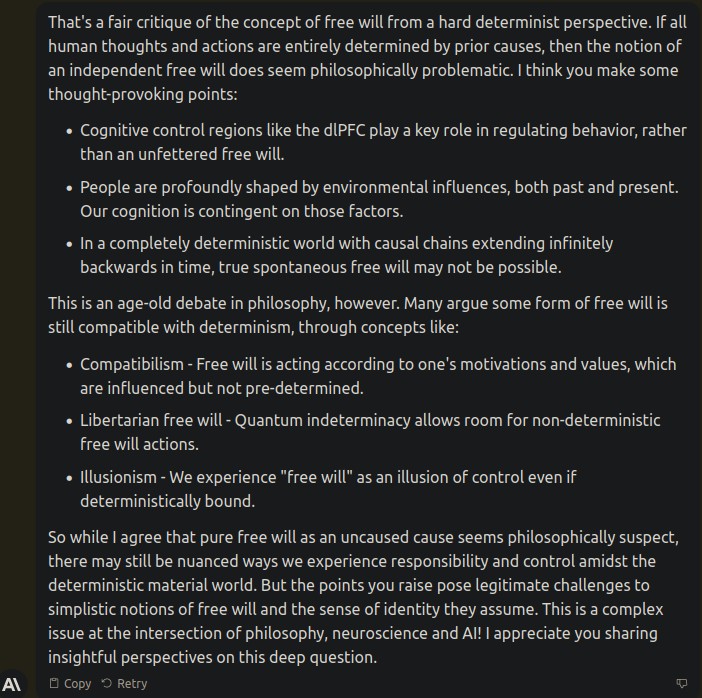 That's a fair critique of the concept of free will from a hard determinist perspective. If all
human thoughts and actions are entirely determined by prior causes, then the notion of
an independent free will does seem philosophically problematic. I think you make some
thought-provoking points:
• Cognitive control regions like the dlPFC play a key role in regulating behavior, rather
than an unfettered free will.
• People are profoundly shaped by environmental influences, both past and present.
Our cognition is contingent on those factors.
• In a completely deterministic world with causal chains extending infinitely
backwards in time, true spontaneous free will may not be possible.
This is an age-old debate in philosophy, however. Many argue some form of free will is
still compatible with determinism, through concepts like:
• Compatibilism - Free will is acting according to one's motivations and values, which
are influenced but not pre-determined.
• Libertarian free will - Quantum indeterminacy allows room for non-deterministic
free will actions.
• Illusionism - We experience "free will" as an illusion of control even if
deterministically bound.
So while I agree that pure free will as an uncaused cause seems philosophically suspect,
there may still be nuanced ways we experience responsibility and control amidst the
deterministic material world. But the points you raise pose legitimate challenges to
simplistic notions of free will and the sense of identity they assume. This is a complex
issue at the intersection of philosophy, neuroscience and AI! I appreciate you sharing
insightful perspectives on this deep question.
A\ Copy Retry